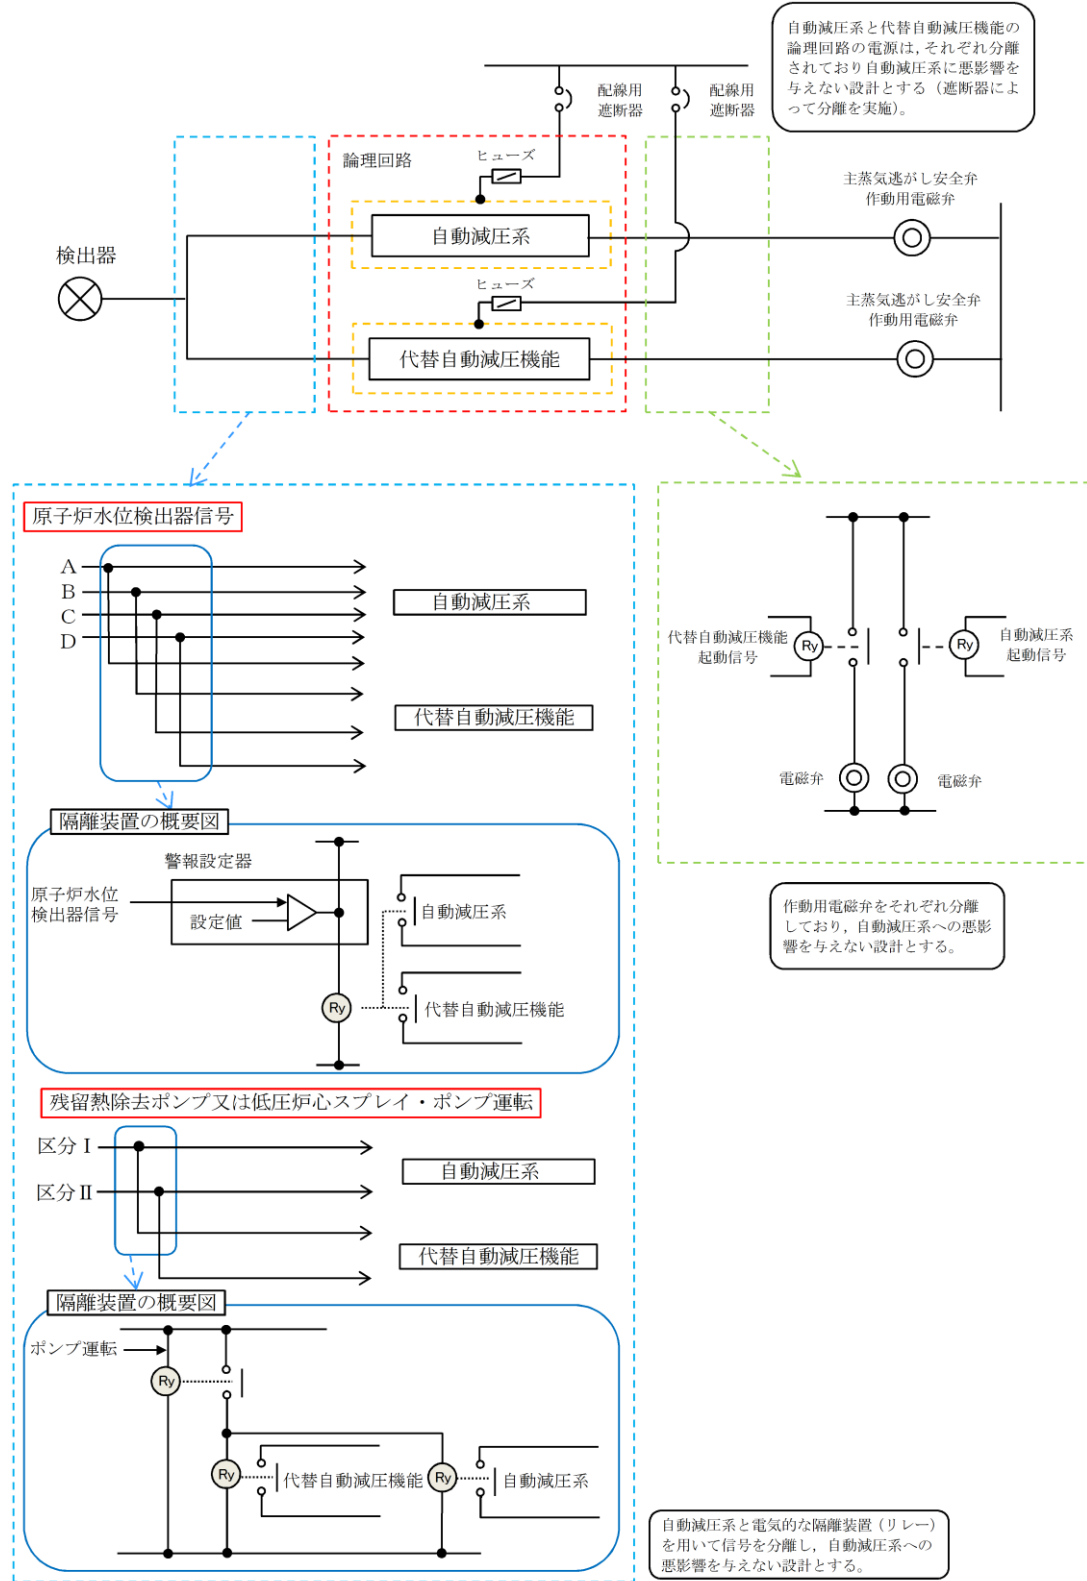 自動減圧系と代替自動減圧機能の
論理回路の電源は，それぞれ分離
されており自動減圧系に悪影響を
与えない設計とする（遮断器によ
って分離を実施）。
配線用
遮断器
配線用
遮断器
論理回路
ヒューズ
主蒸気逃がし安全弁
作動用電磁弁
自動減圧系
検出器
ヒューズ
主蒸気逃がし安全弁
作動用電磁弁
代替自動減圧機能
原子炉水位検出器信号
A
B
C
D
自動減圧系
代替自動減圧機能
隔離装置の概要図
警報設定器
原子炉水位
検出器信号
設定値
自動減圧系
Ry
代替自動減圧機能
残留熱除去ポンプ又は低圧炉心スプレイ・ポンプ運転
区分Ⅰ
区分Ⅱ
自動減圧系
代替自動減圧機能
隔離装置の概要図
ポンプ運転
Ry
Ry
代替自動減圧機能
Ry
自動減圧系
代替自動減圧機能
起動信号
Ry
Ry
自動減圧系
起動信号
電磁弁
電磁弁
作動用電磁弁をそれぞれ分離
しており，自動減圧系への悪影
響を与えない設計とする。
自動減圧系と電気的な隔離装置（リレー）
を用いて信号を分離し，自動減圧系への
悪影響を与えない設計とする。